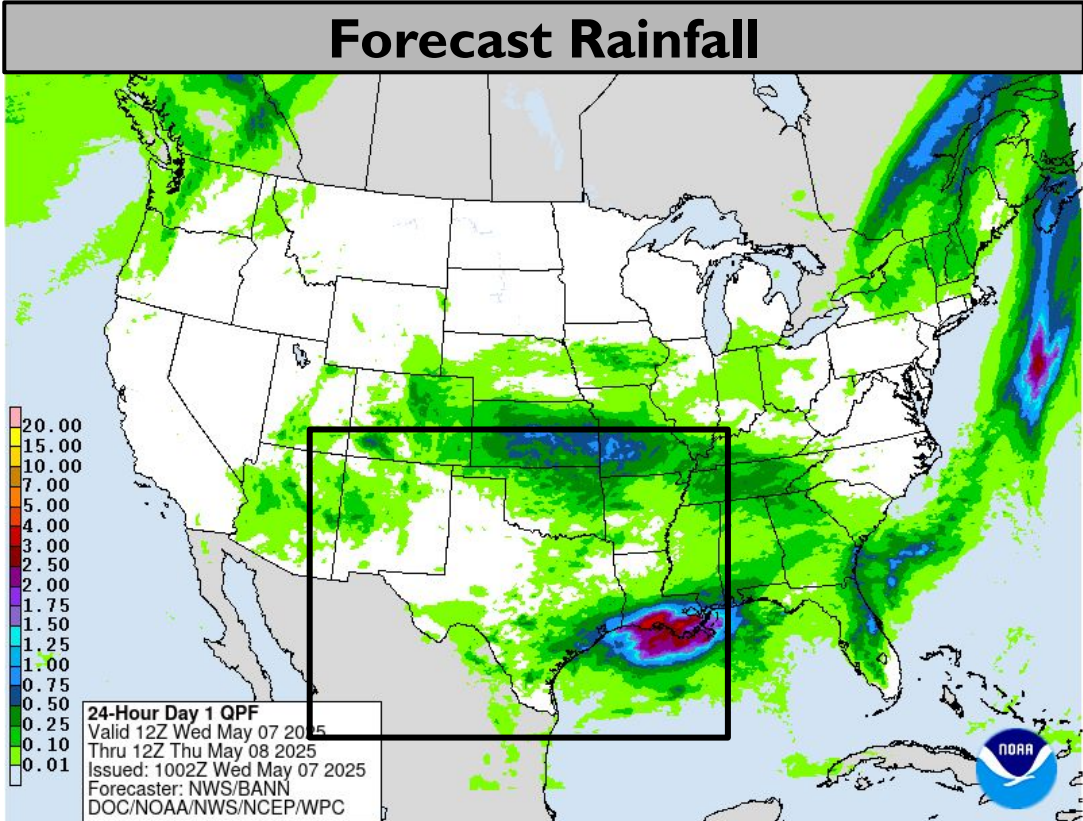 Forecast Rainfall
20.00
15.00
10.00
7.00
5.00
4.00
3.00
2.50
2.00
1.75
1.50
1.25
1.00
0.75
0.50
0.25
0.10
0.01
24-Hour Day 1 QPF
Valid 12Z Wed May 07 2025
Thru 12Z Thu May 08 2025
Issued: 1002Z Wed May 07 2025
Forecaster: NWS/BANN
DOC/NOAA/NWS/NCEP/WPC
NOAA